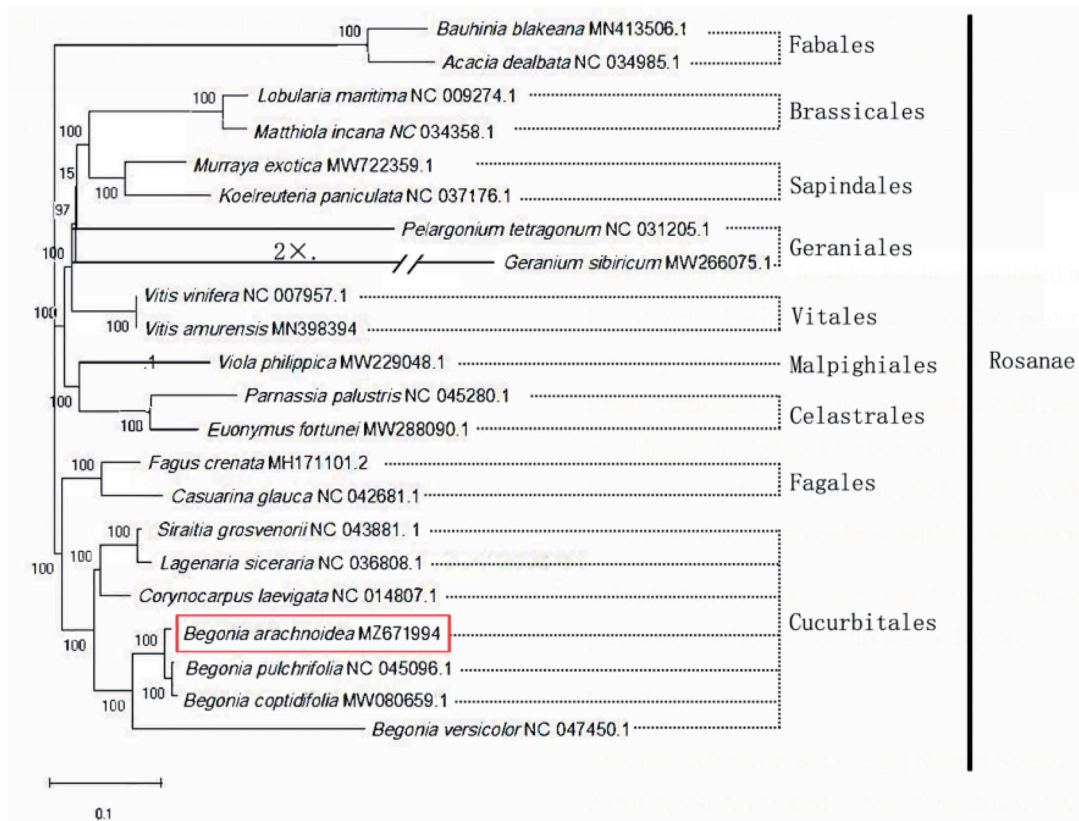 100
Bauhinia blakeana MN413506.1
Acacia dealbata NC 034985.1
Fabales
100
100
Lobularia maritima NC 009274.1
Matthiola incana NC 034358.1
Brassicales
15
100
Murraya exotica MW722359.1
Koelreuteria paniculata NC 037176.1
Sapindales
97
Pelargonium tetragonum NC 031205.1
2×.
Geranium sibiricum MW266075.1
Geraniales
100
Vitis vinifera NC 007957.1
Vitis amurensis MN398394
Vitales
100
.1
Viola philippica MW229048.1
Malpighiales
Rosanae
100
Parnassia palustris NC 045280.1
Euonymus fortunei MW288090.1
Celastrales
100
Fagus crenata MH171101.2
Casuarina glauca NC 042681.1
Fagales
100
100
100
Siraitia grosvenorii NC 043881.1
Lagenaria siceraria NC 036808.1
Corynocarpus laevigata NC 014807.1
Cucurbitales
100
Begonia arachnoidea MZ671994
100
Begonia pulchrifolia NC 045096.1
Begonia coptidifolia MW080659.1
100
Begonia versicolor NC 047450.1
0.1